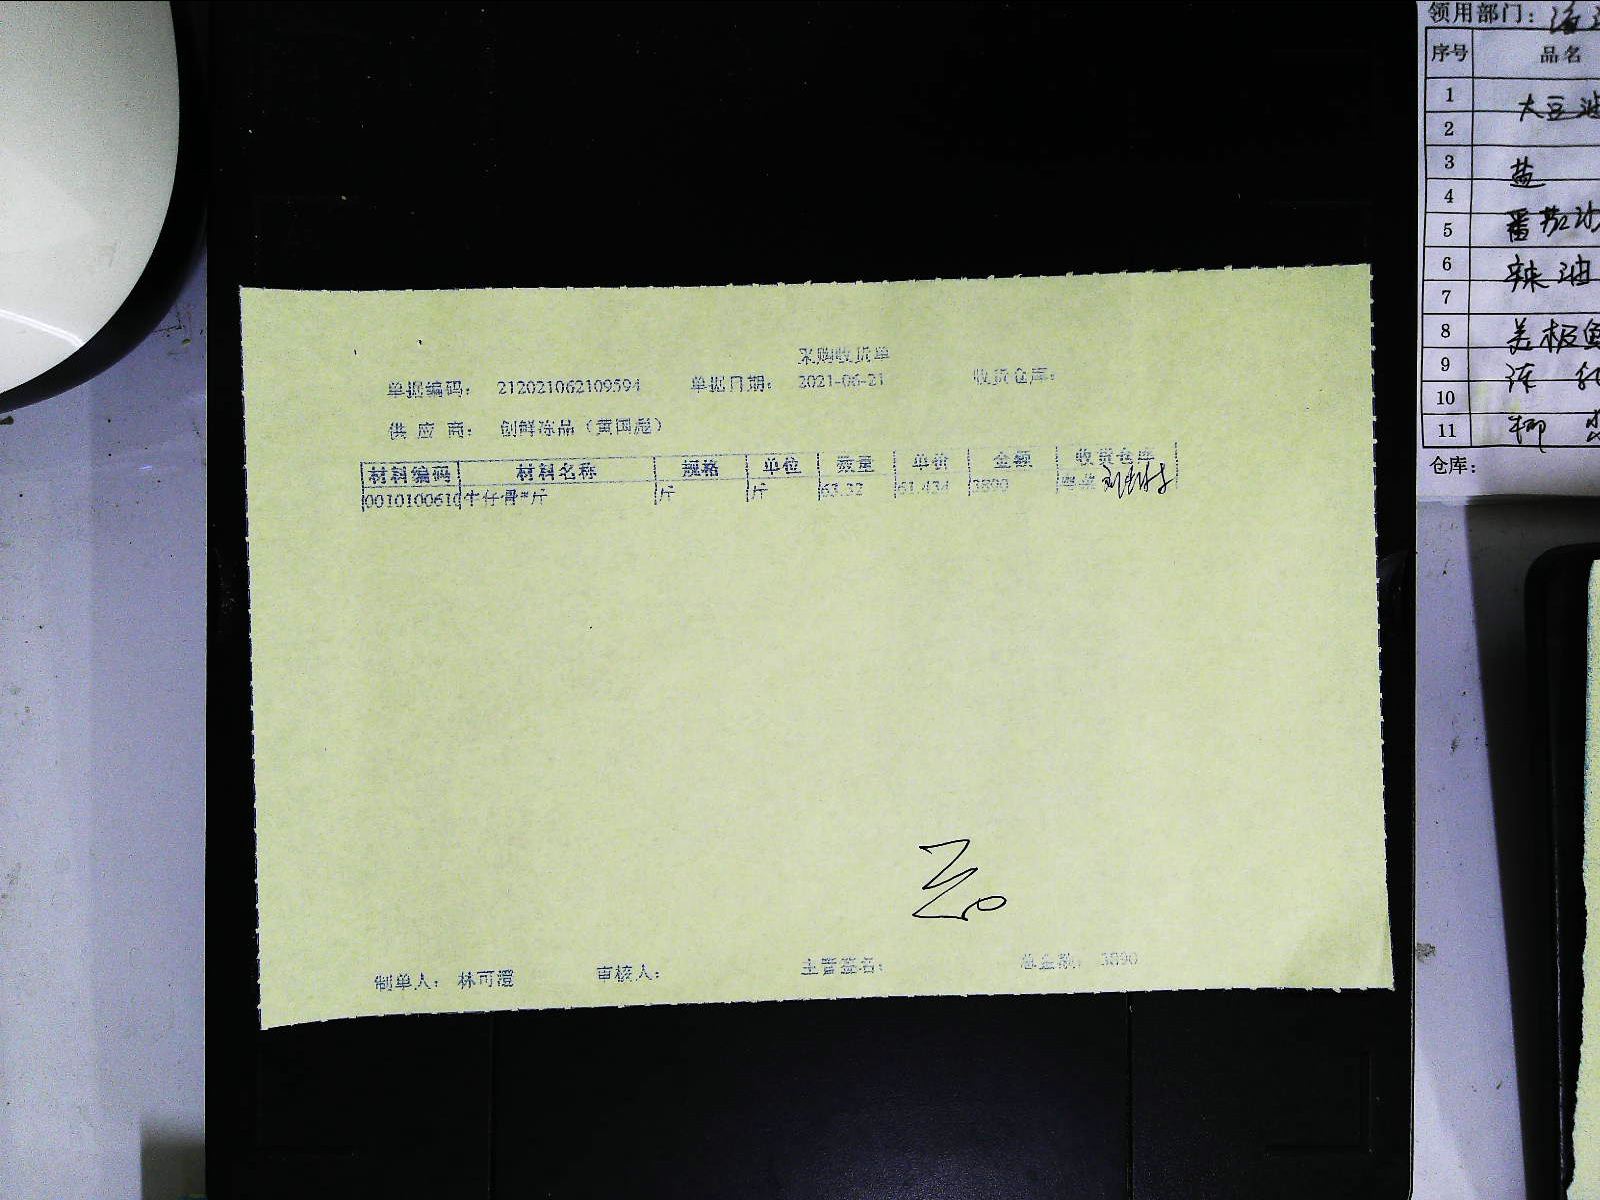 采购收货单
单据编码： 212021062109594 单据日期： 2021-06-21 收货仓库：
供 应 商： 创鲜冻品（黄国彪）
材料编码 材料名称 规格 单位 数量 单价 金额 收货仓库
0010100610 牛仔骨*斤 斤 斤 63.32 61.434 3890 粤菜
制单人： 林可澄 审核人： 主管签名： 总金额： 3890
领用部门：
序号 品名
1 大豆油
2
3 盐
4
5
6 辣油
7
8
9
10
11
仓库：